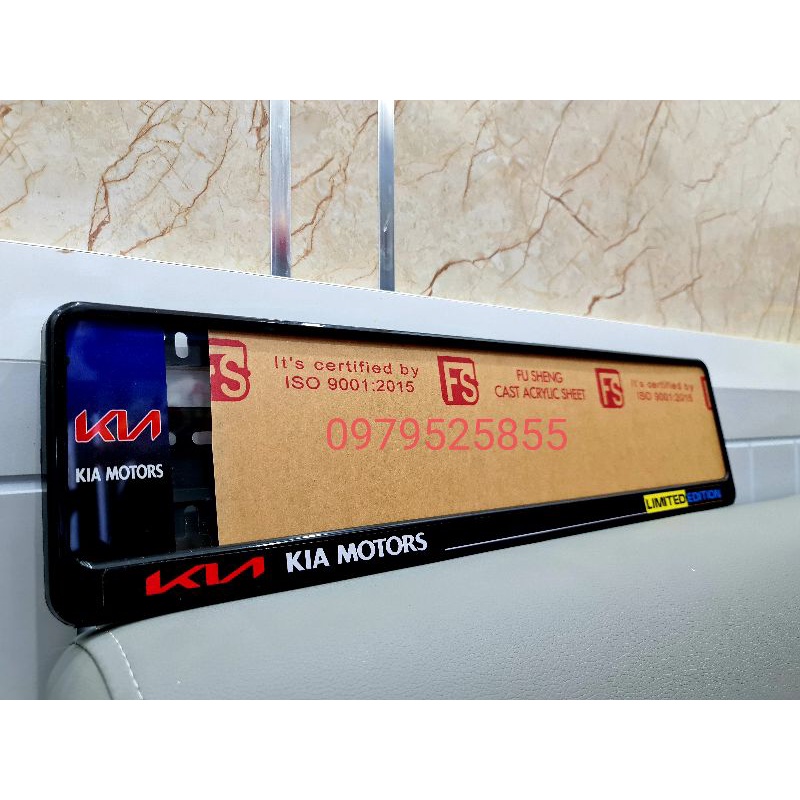 FS
It's certified by
ISO 9001:2015
FS
FU SHENG
CAST ACRYLIC SHEET
FS
It's certified by
ISO 9001:2015
0979525855
KIA
KIA MOTORS
LIMITED EDITION
KIA KIA MOTORS